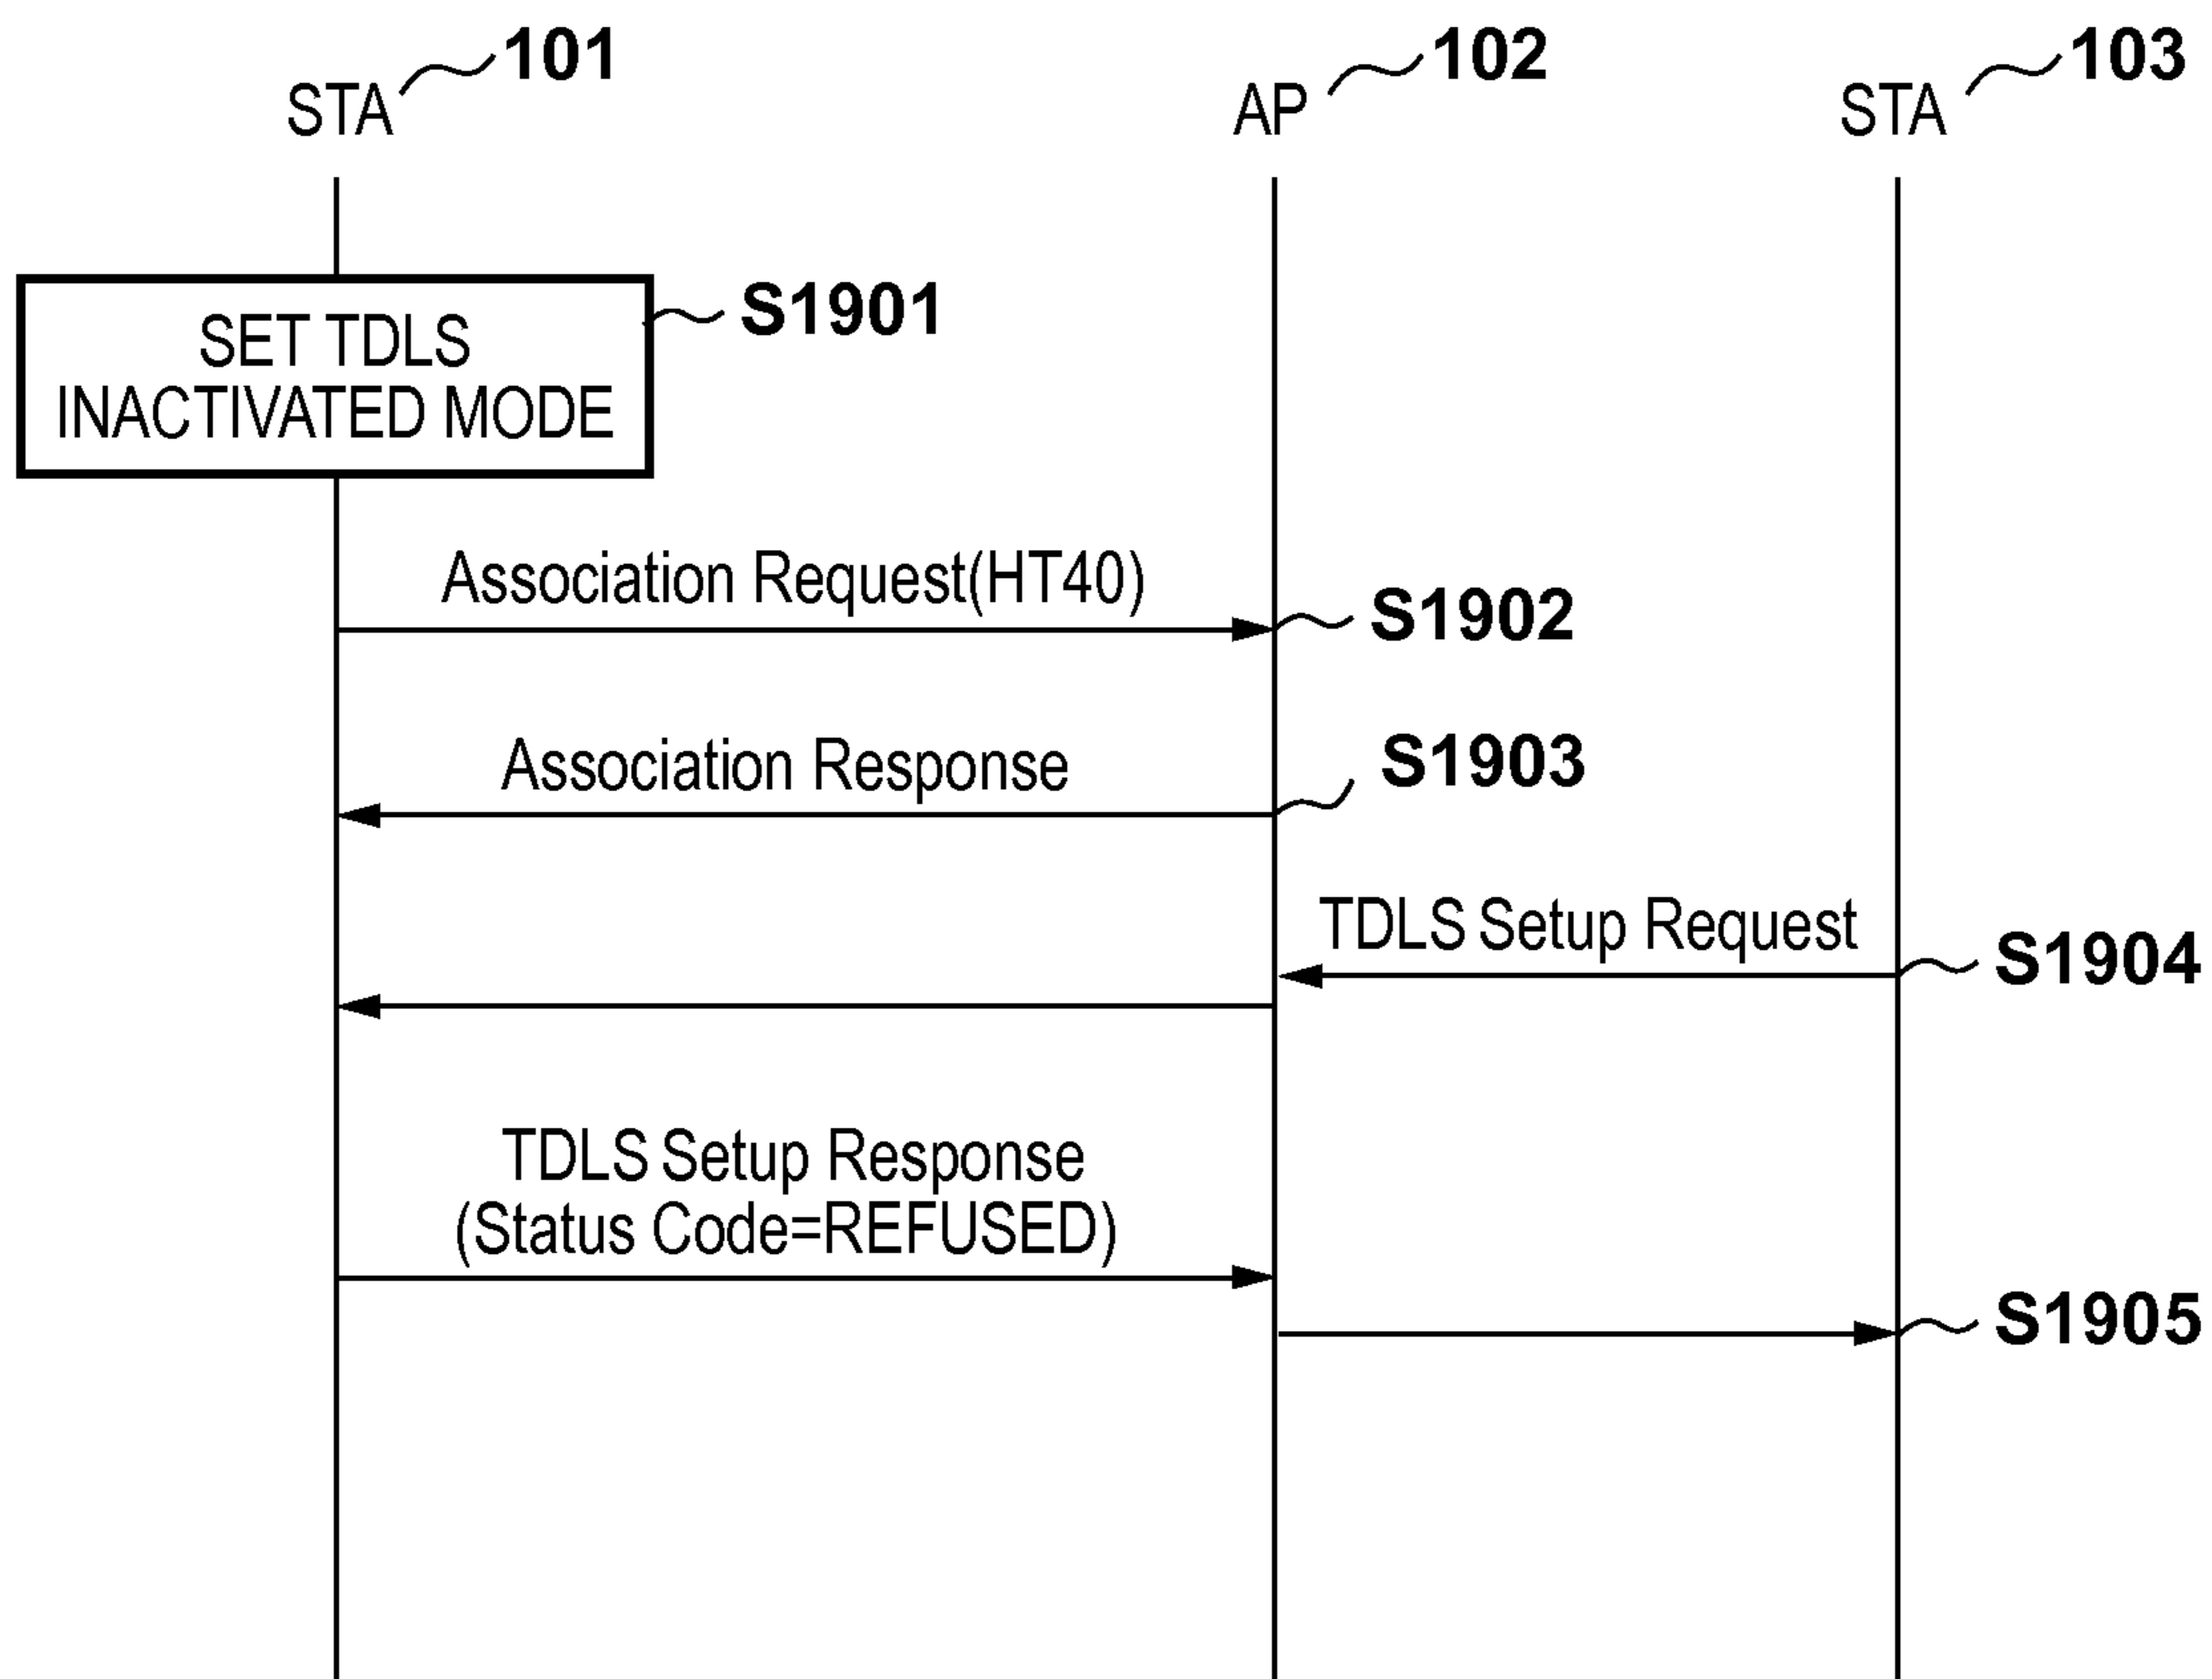 STA 101
AP 102
STA 103
SET TDLS
INACTIVATED MODE
S1901
Association Request(HT40)
S1902
Association Response
S1903
TDLS Setup Request
S1904
TDLS Setup Response
(Status Code=REFUSED)
S1905